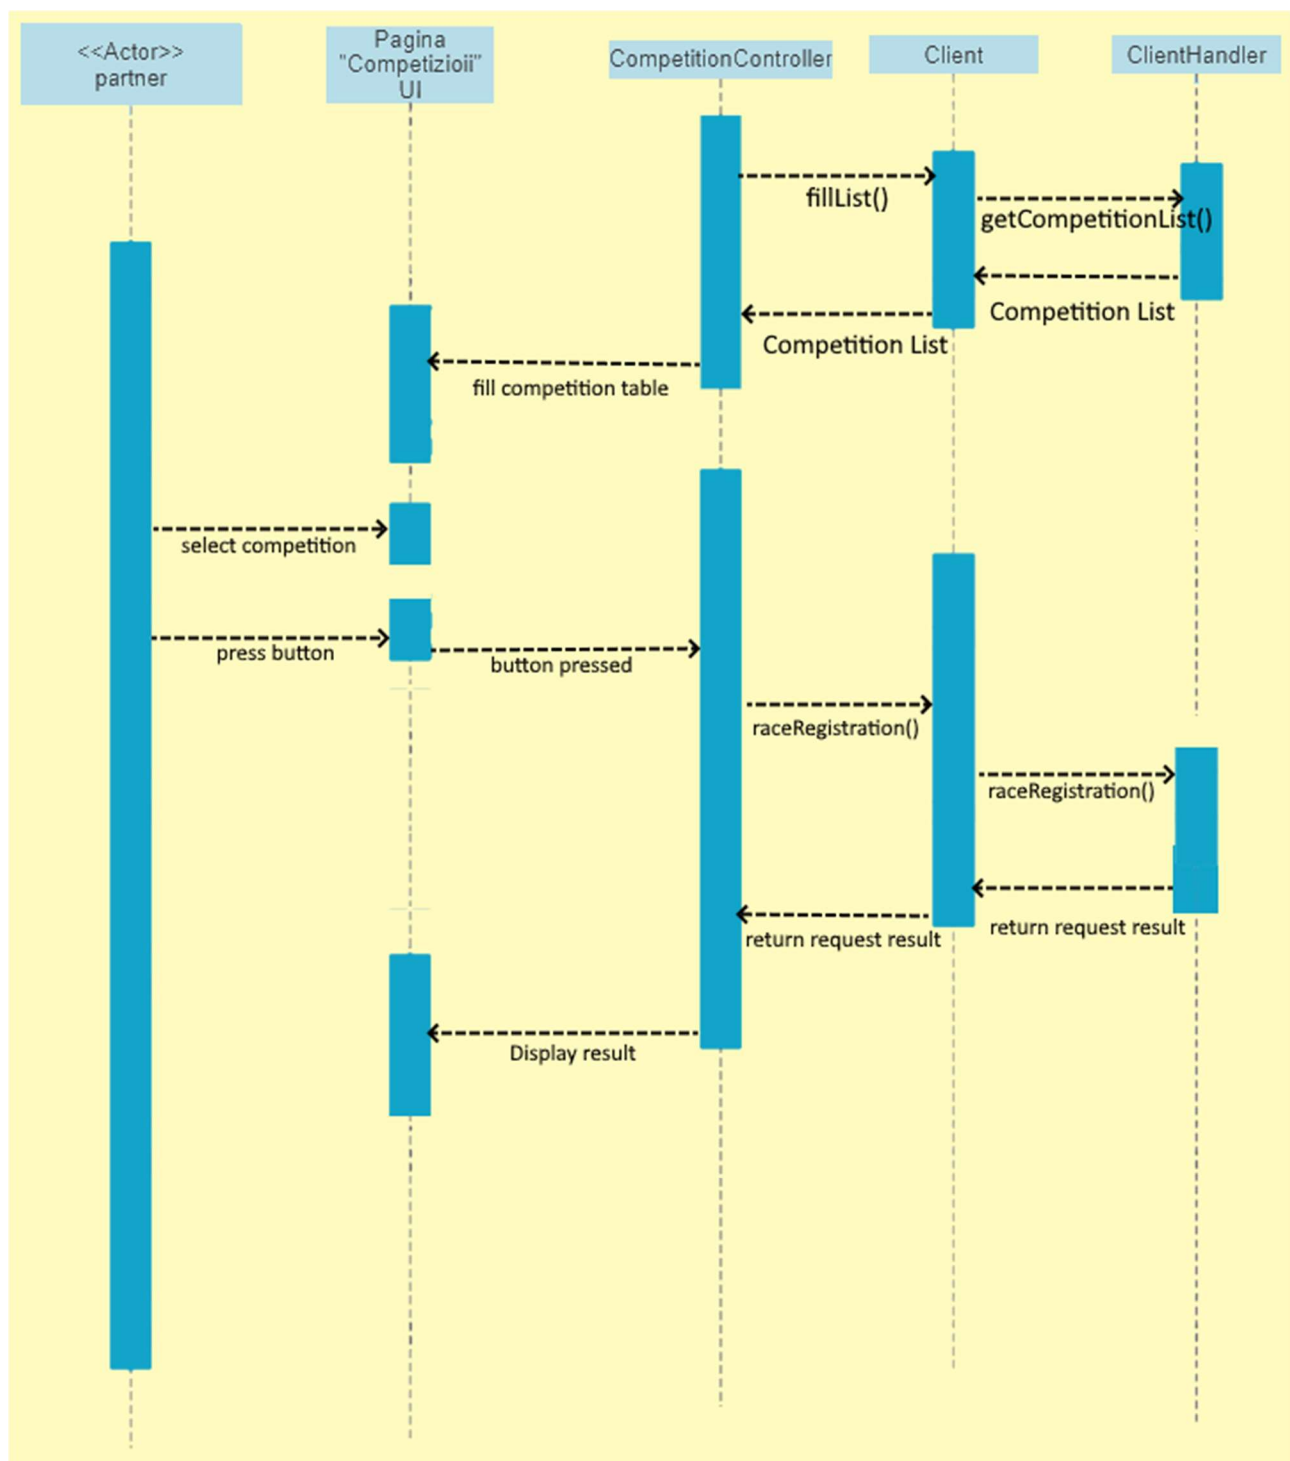 <<Actor>>
partner
Pagina
"Competizioii"
UI
CompetitionController
Client
ClientHandler
fillList()
getCompetitionList()
Competition List
Competition List
fill competition table
select competition
press button
button pressed
raceRegistration()
raceRegistration()
return request result
return request result
Display result